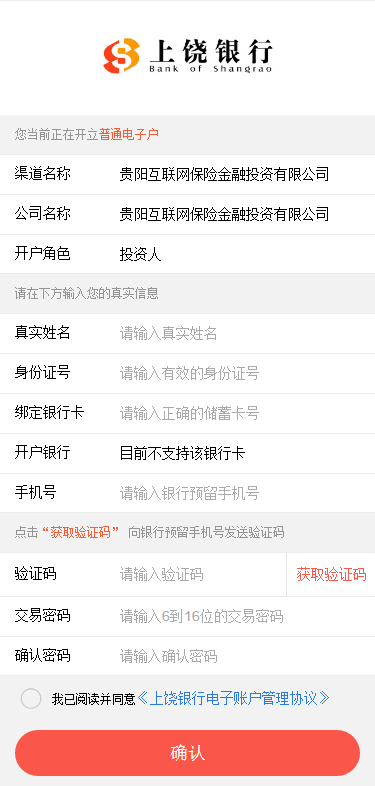 上饶银行
Bank of Shangrao
您当前正在开立普通电子户
渠道名称 贵阳互联网保险金融投资有限公司
公司名称 贵阳互联网保险金融投资有限公司
开户角色 投资人
请在下方输入您的真实信息
真实姓名 请输入真实姓名
身份证号 请输入有效的身份证号
绑定银行卡 请输入正确的储蓄卡号
开户银行 目前不支持该银行卡
手机号 请输入银行预留手机号
点击“获取验证码” 向银行预留手机号发送验证码
验证码 请输入验证码 获取验证码
交易密码 请输入6到16位的交易密码
确认密码 请输入确认密码
我已阅读并同意《上饶银行电子账户管理协议》
确认